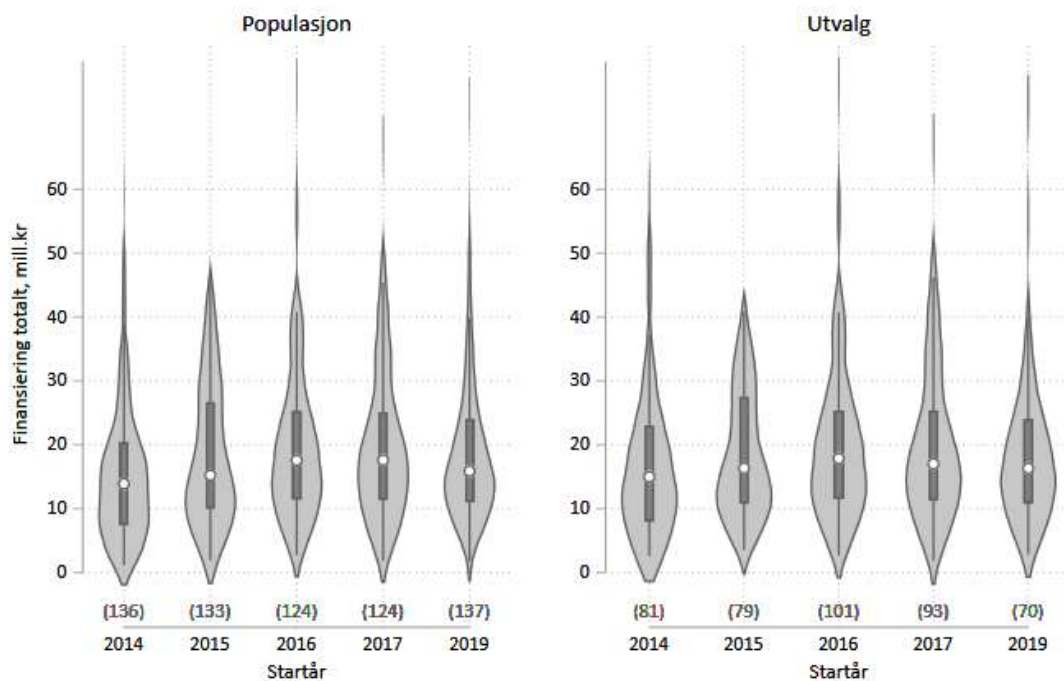 Populasjon
Utvalg
Finansiering totalt, mill.kr
60
50
40
30
20
10
0
(136) (133) (124) (124) (137)
2014 2015 2016 2017 2019
Startår
60
50
40
30
20
10
0
(81) (79) (101) (93) (70)
2014 2015 2016 2017 2019
Startår